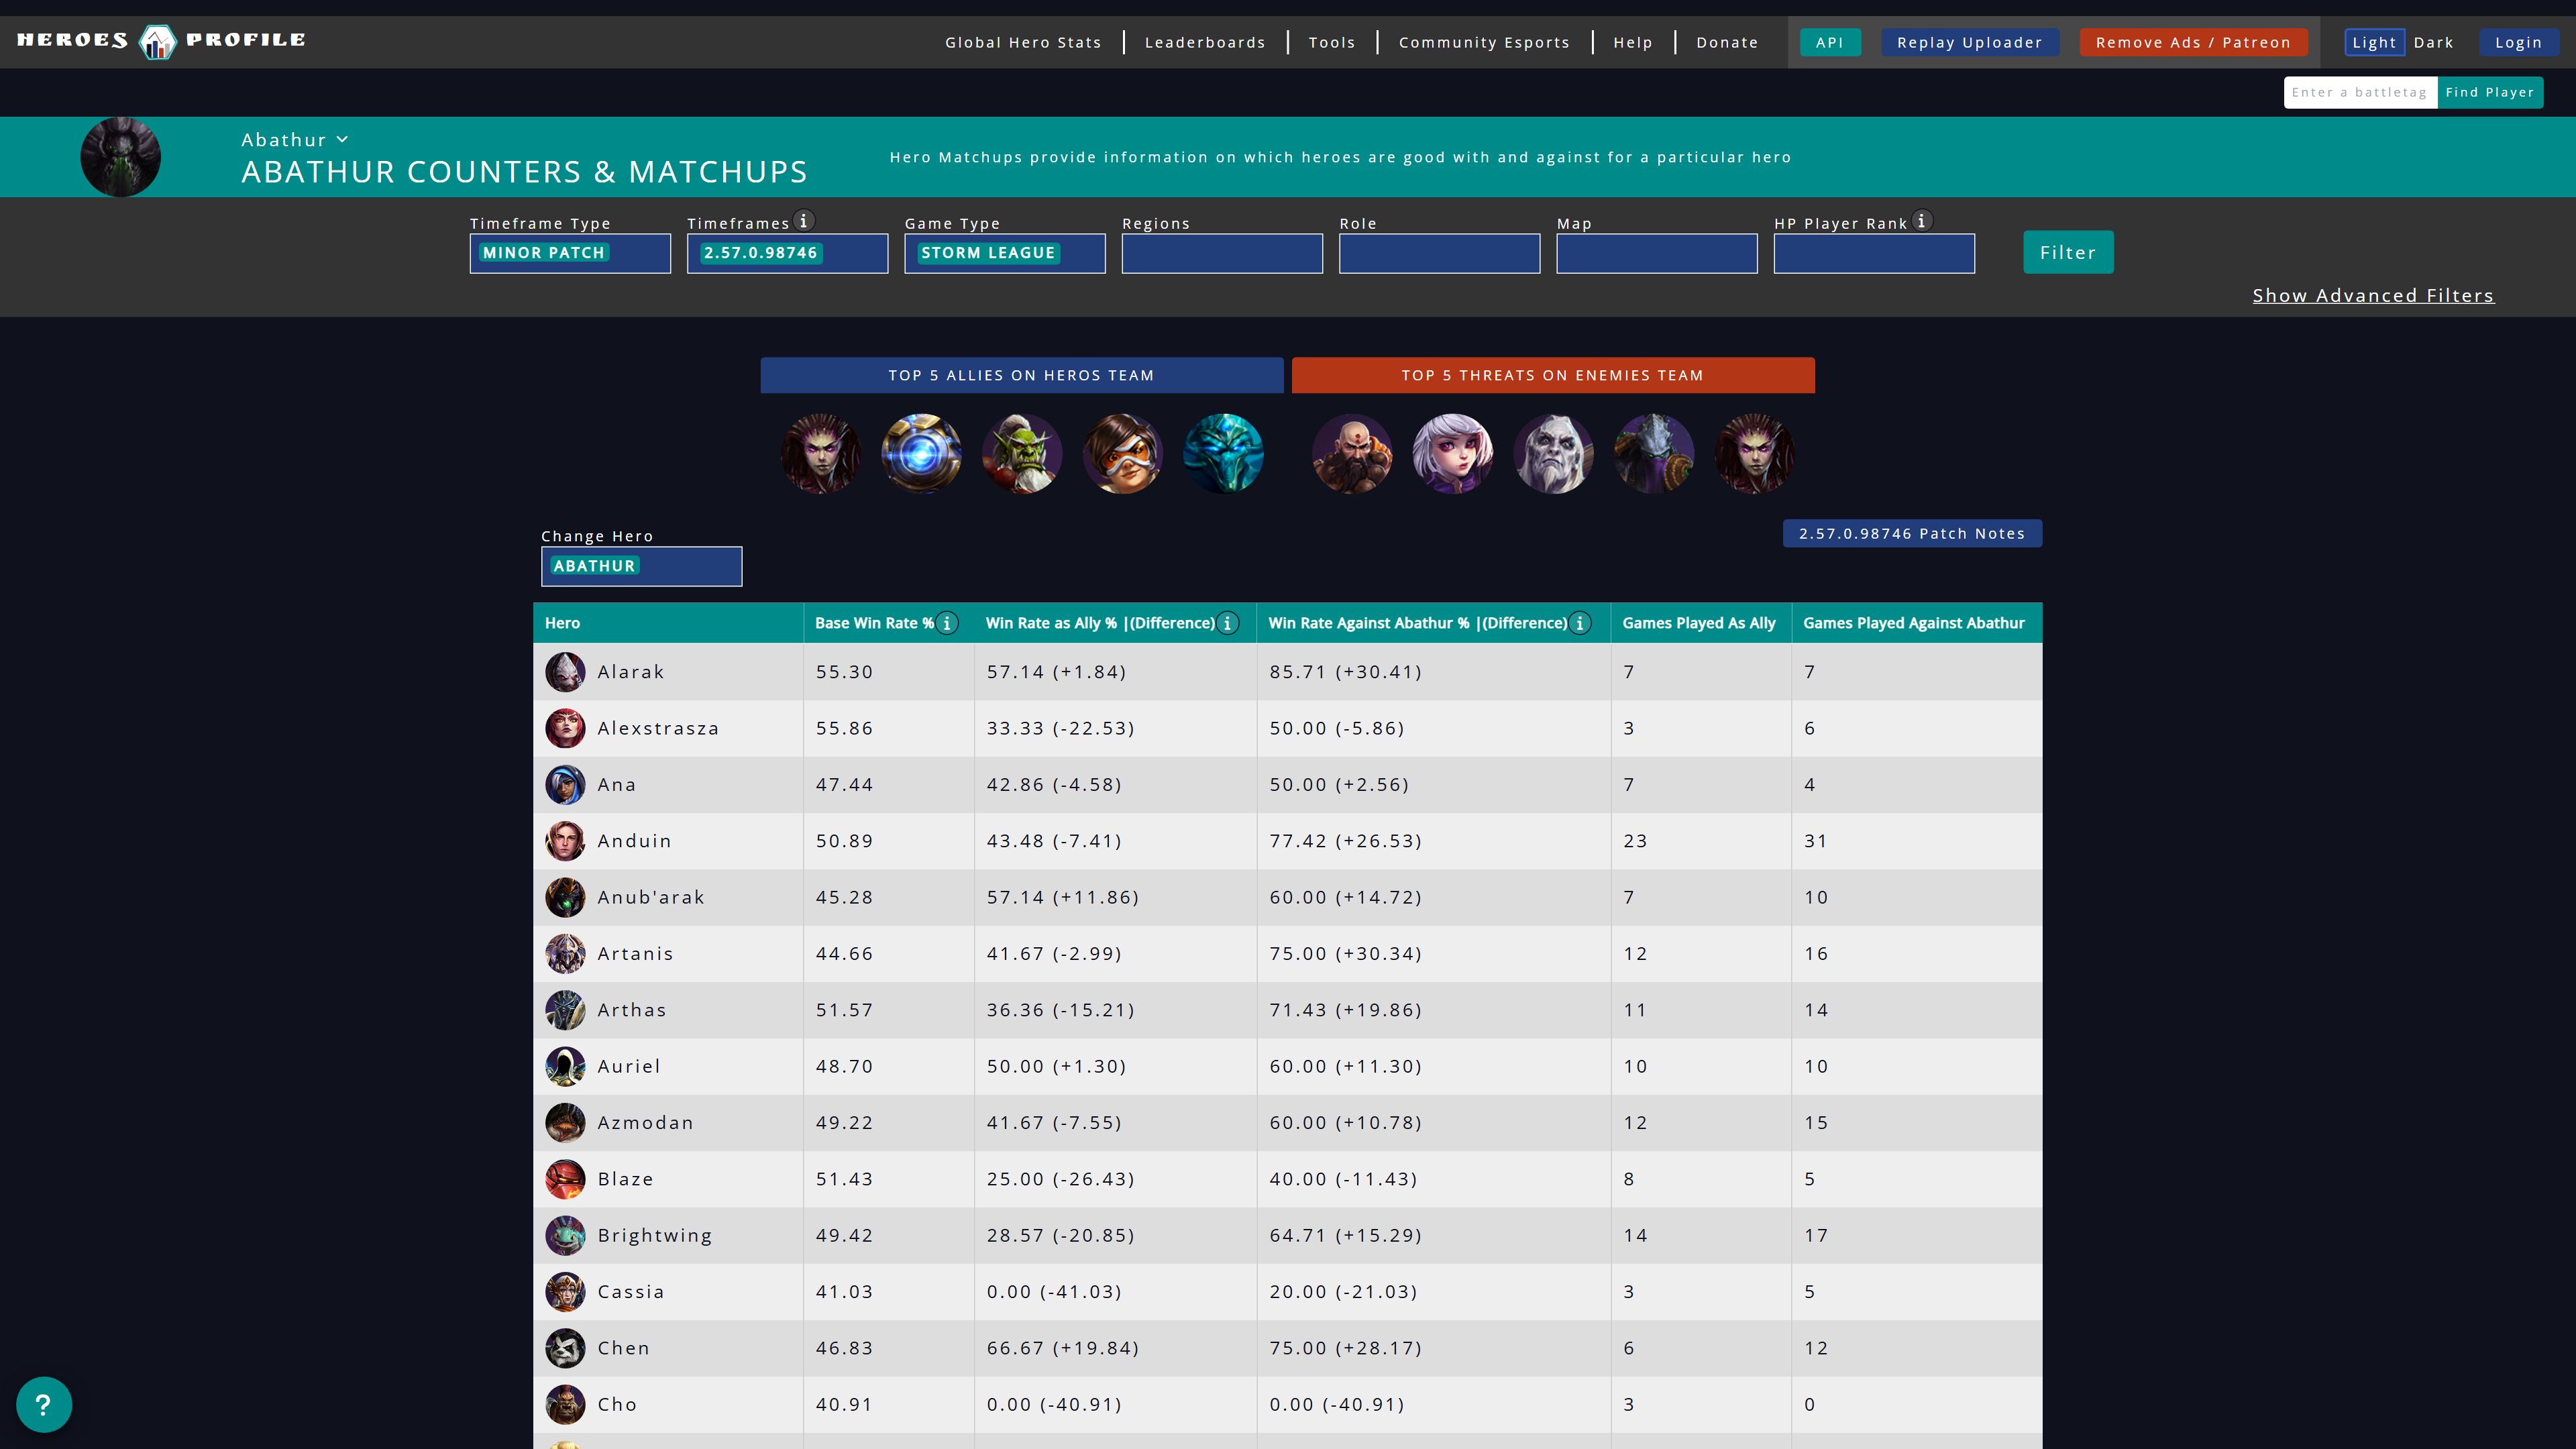 HEROES PROFILE
Global Hero Stats Leaderboards Tools Community Esports Help Donate API Replay Uploader Remove Ads / Patreon Light Dark Login
Enter a battletag Find Player
Abathur
ABATHUR COUNTERS & MATCHUPS
Hero Matchups provide information on which heroes are good with and against for a particular hero
Timeframe Type Timeframes i Game Type Regions Role Map HP Player Rank i
MINOR PATCH 2.57.0.98746 STORM LEAGUE Filter
Show Advanced Filters
TOP 5 ALLIES ON HEROS TEAM TOP 5 THREATS ON ENEMIES TEAM
Change Hero 2.57.0.98746 Patch Notes
ABATHUR
Hero Base Win Rate % i Win Rate as Ally % |(Difference) i Win Rate Against Abathur % |(Difference) i Games Played As Ally Games Played Against Abathur
Alarak 55.30 57.14 (+1.84) 85.71 (+30.41) 7 7
Alexstrasza 55.86 33.33 (-22.53) 50.00 (-5.86) 3 6
Ana 47.44 42.86 (-4.58) 50.00 (+2.56) 7 4
Anduin 50.89 43.48 (-7.41) 77.42 (+26.53) 23 31
Anub'arak 45.28 57.14 (+11.86) 60.00 (+14.72) 7 10
Artanis 44.66 41.67 (-2.99) 75.00 (+30.34) 12 16
Arthas 51.57 36.36 (-15.21) 71.43 (+19.86) 11 14
Auriel 48.70 50.00 (+1.30) 60.00 (+11.30) 10 10
Azmodan 49.22 41.67 (-7.55) 60.00 (+10.78) 12 15
Blaze 51.43 25.00 (-26.43) 40.00 (-11.43) 8 5
Brightwing 49.42 28.57 (-20.85) 64.71 (+15.29) 14 17
Cassia 41.03 0.00 (-41.03) 20.00 (-21.03) 3 5
Chen 46.83 66.67 (+19.84) 75.00 (+28.17) 6 12
Cho 40.91 0.00 (-40.91) 0.00 (-40.91) 3 0
?